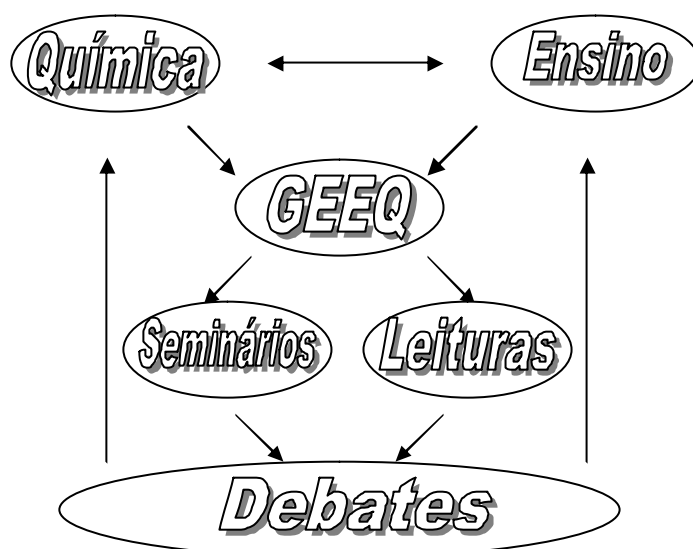 Química
Ensino
GEEQ
Seminários
Leituras
Debates